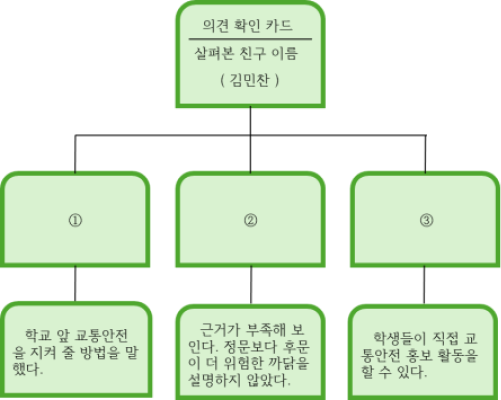 의견 확인 카드
살펴본 친구 이름
( 김민찬 )
①
②
③
학교 앞 교통안전
을 지켜 줄 방법을 말
했다.
근거가 부족해 보
인다. 정문보다 후문
이 더 위험한 까닭을
설명하지 않았다.
학생들이 직접 교
통안전 홍보 활동을
할 수 있다.